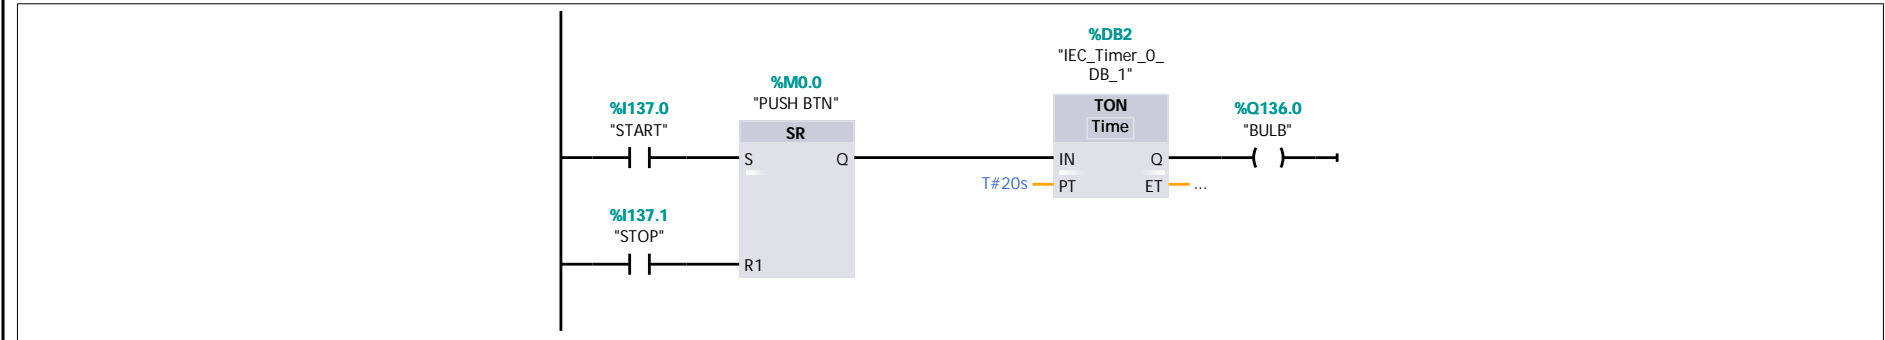 %DB2
"IEC_Timer_0_
DB_1"
%M0.0
"PUSH BTN"
%I137.0
"START"
SR
TON
Time
%Q136.0
"BULB"
S
Q
IN
Q
T#20s
PT
ET
...
%I137.1
"STOP"
R1